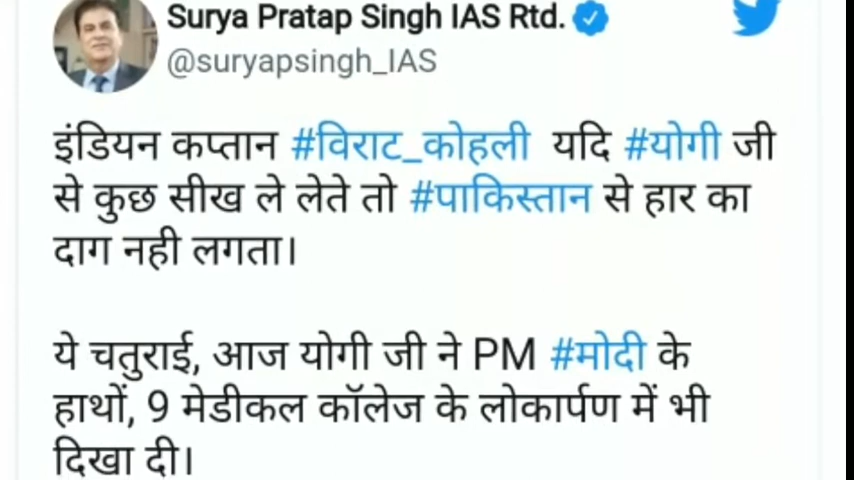 Surya Pratap Singh IAS Rtd.
@suryapsingh_IAS
इंडियन कप्तान #विराट_कोहली यदि #योगी जी
से कुछ सीख ले लेते तो #पाकिस्तान से हार का
दाग नही लगता।
ये चतुराई, आज योगी जी ने PM #मोदी के
हाथों, 9 मेडीकल कॉलेज के लोकार्पण में भी
दिखा दी।